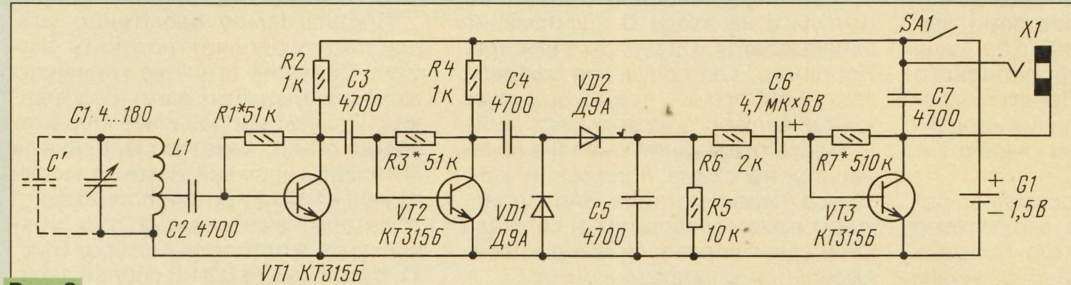 C1 4...180
C'
L1
C2 4700
R1* 51к
R2
1к
C3
4700
R3* 51к
R4
1к
VT1 КТ315Б
VT2
КТ315Б
C4
4700
VD1
Д9А
VD2
Д9А
C5
4700
R6 2к
R5
10к
C6
4,7мк×6В
R7* 510к
VT3
КТ315Б
C7
4700
SA1
X1
G1
1,5В